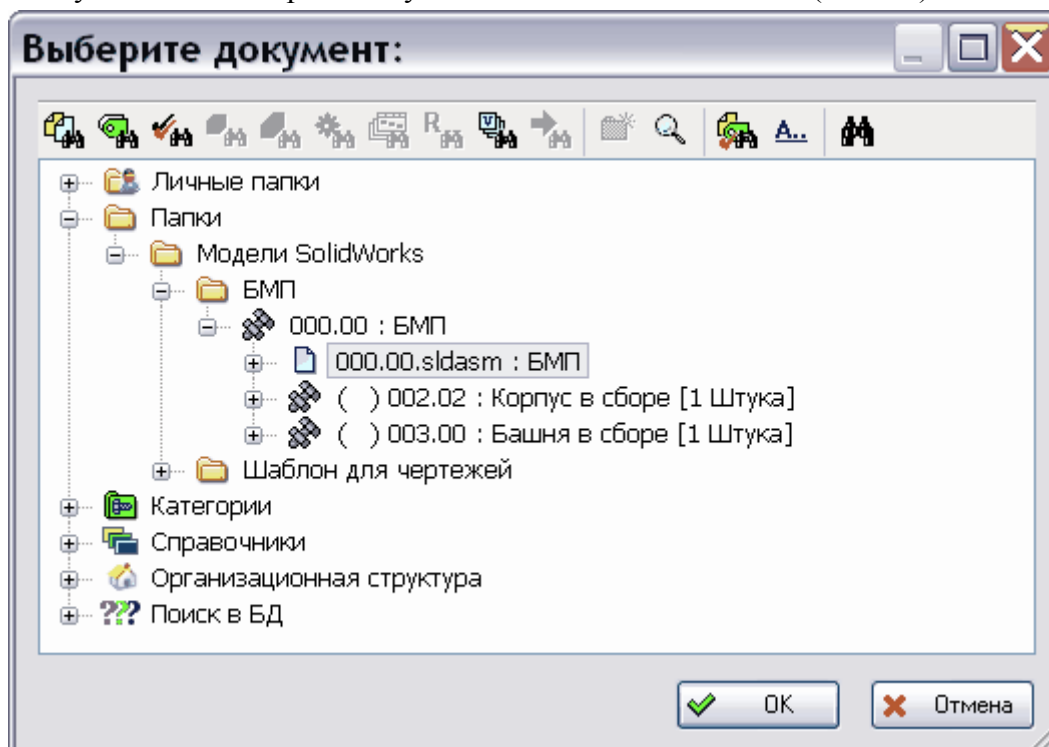 Выберите документ:
R
V
A..
Личные папки
Папки
Модели SolidWorks
БМП
000.00 : БМП
000.00.sldasm : БМП
( ) 002.02 : Корпус в сборе [1 Штука]
( ) 003.00 : Башня в сборе [1 Штука]
Шаблон для чертежей
Категории
Справочники
Организационная структура
??? Поиск в БД
OK
Отмена